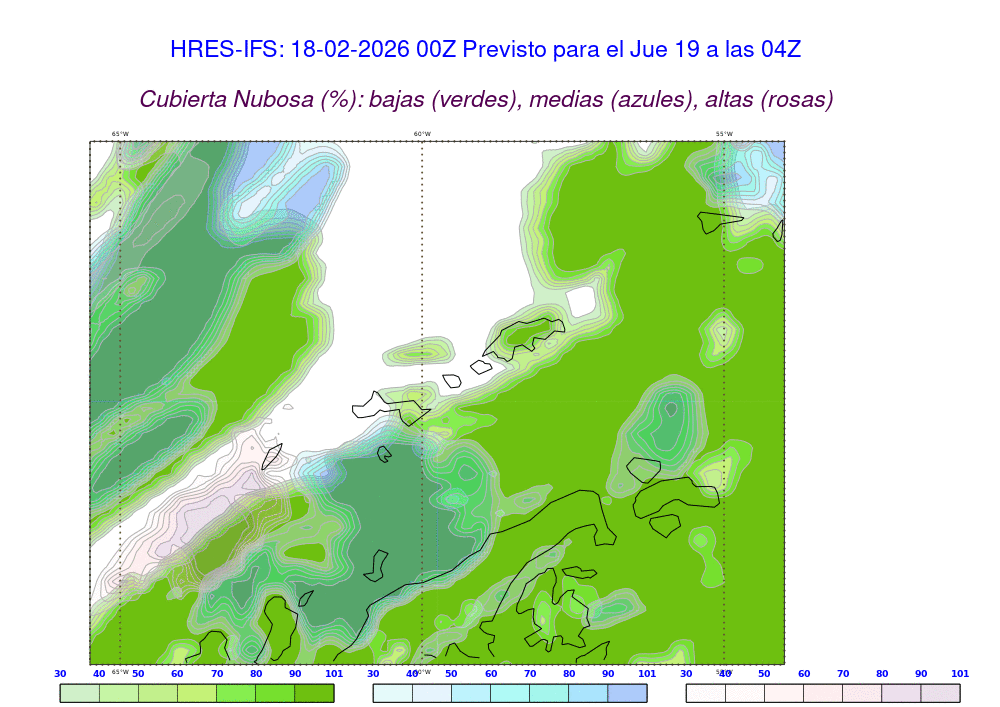 HRES-IFS: 18-02-2026 00Z Previsto para el Jue 19 a las 04Z
Cubierta Nubosa (%): bajas (verdes), medias (azules), altas (rosas)
65°W 60°W 55°W
65°W
30 40 50 60 70 80 90 101 30 40 50 60 70 80 90 101 30 40 50 60 70 80 90 101